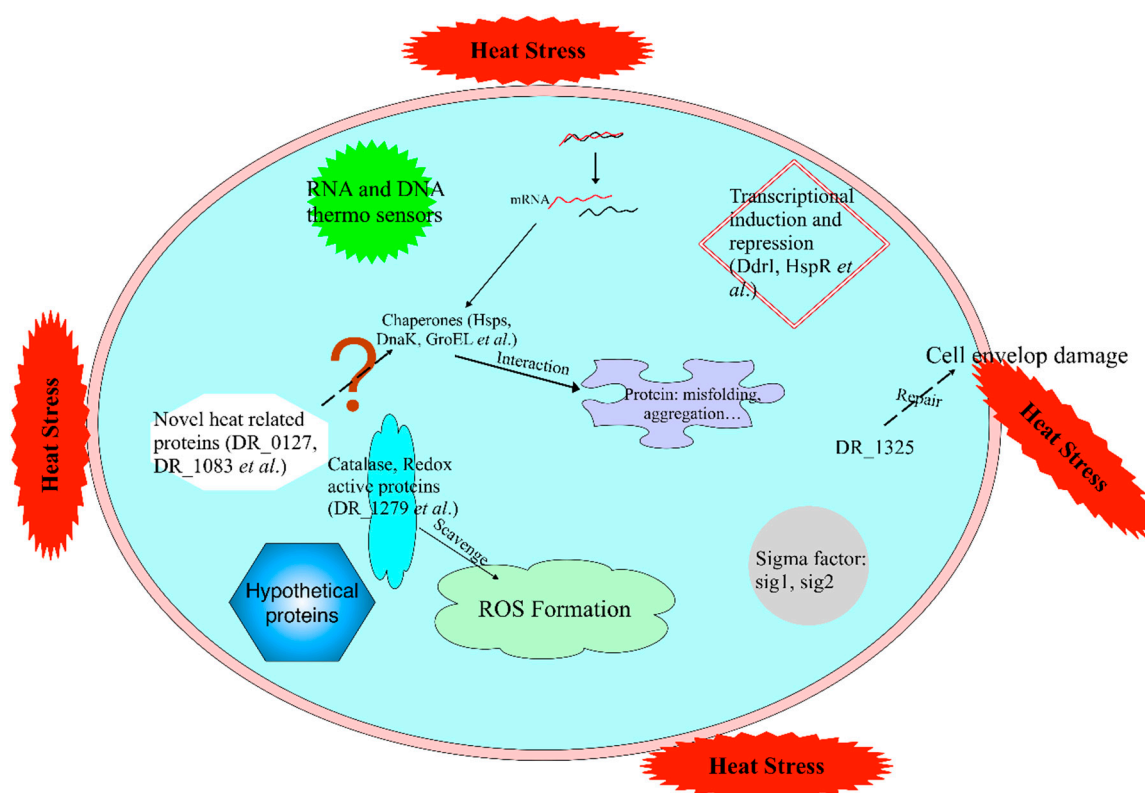 Heat Stress
RNA and DNA
thermo sensors
mRNA
Transcriptional
induction and
repression
(DdrI, HspR et
al.)
Chaperones (Hsps,
DnaK, GroEL et al.)
?
Interaction
Protein: misfolding,
aggregation…
Cell envelop damage
Repair
DR_1325
Heat Stress
Heat Stress
Novel heat related
proteins (DR_0127,
DR_1083 et al.)
Catalase, Redox
active proteins
(DR_1279 et al.)
Scavenge
Hypothetical
proteins
ROS Formation
Sigma factor:
sig1, sig2
Heat Stress